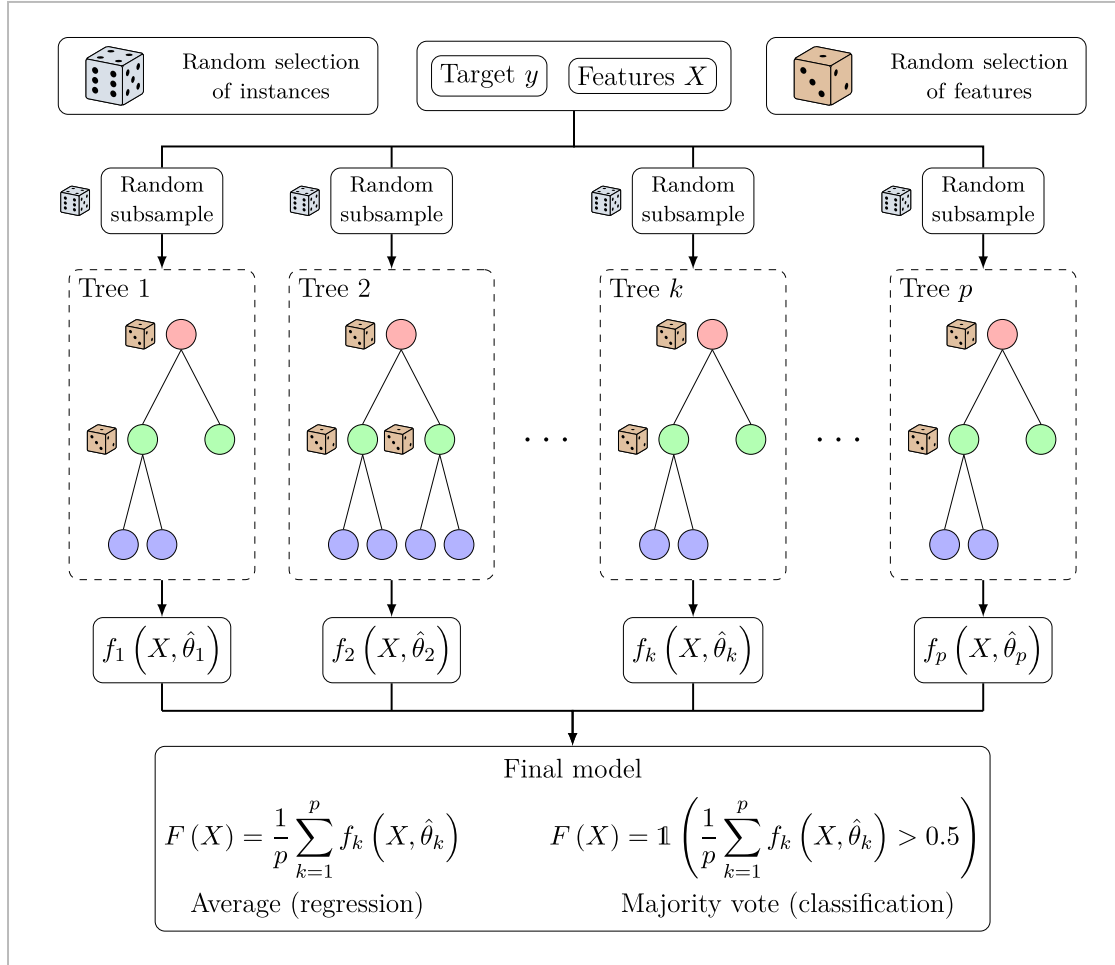 Random selection
of instances
Target y
Features X
Random selection
of features
Random
subsample
Random
subsample
Random
subsample
Random
subsample
Tree 1
Tree 2
Tree k
Tree p
· · ·
· · ·
f₁ (X, θ̂₁)
f₂ (X, θ̂₂)
fₖ (X, θ̂ₖ)
fₚ (X, θ̂ₚ)
Final model
F (X) = 1/p ∑_{k=1}^{p} fₖ (X, θ̂ₖ)
F (X) = 𝟙 (1/p ∑_{k=1}^{p} fₖ (X, θ̂ₖ) > 0.5)
Average (regression)
Majority vote (classification)